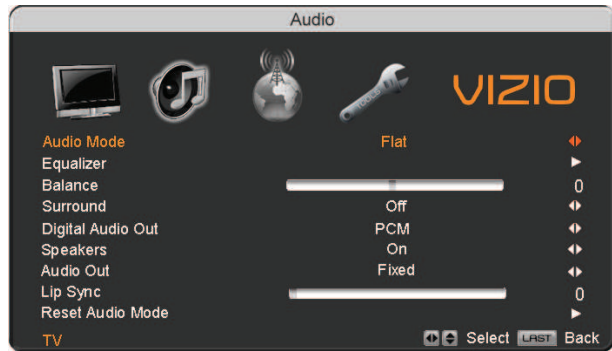 Audio
VIZIO
Audio Mode Flat
Equalizer
Balance 0
Surround Off
Digital Audio Out PCM
Speakers On
Audio Out Fixed
Lip Sync 0
Reset Audio Mode
TV Select LAST Back